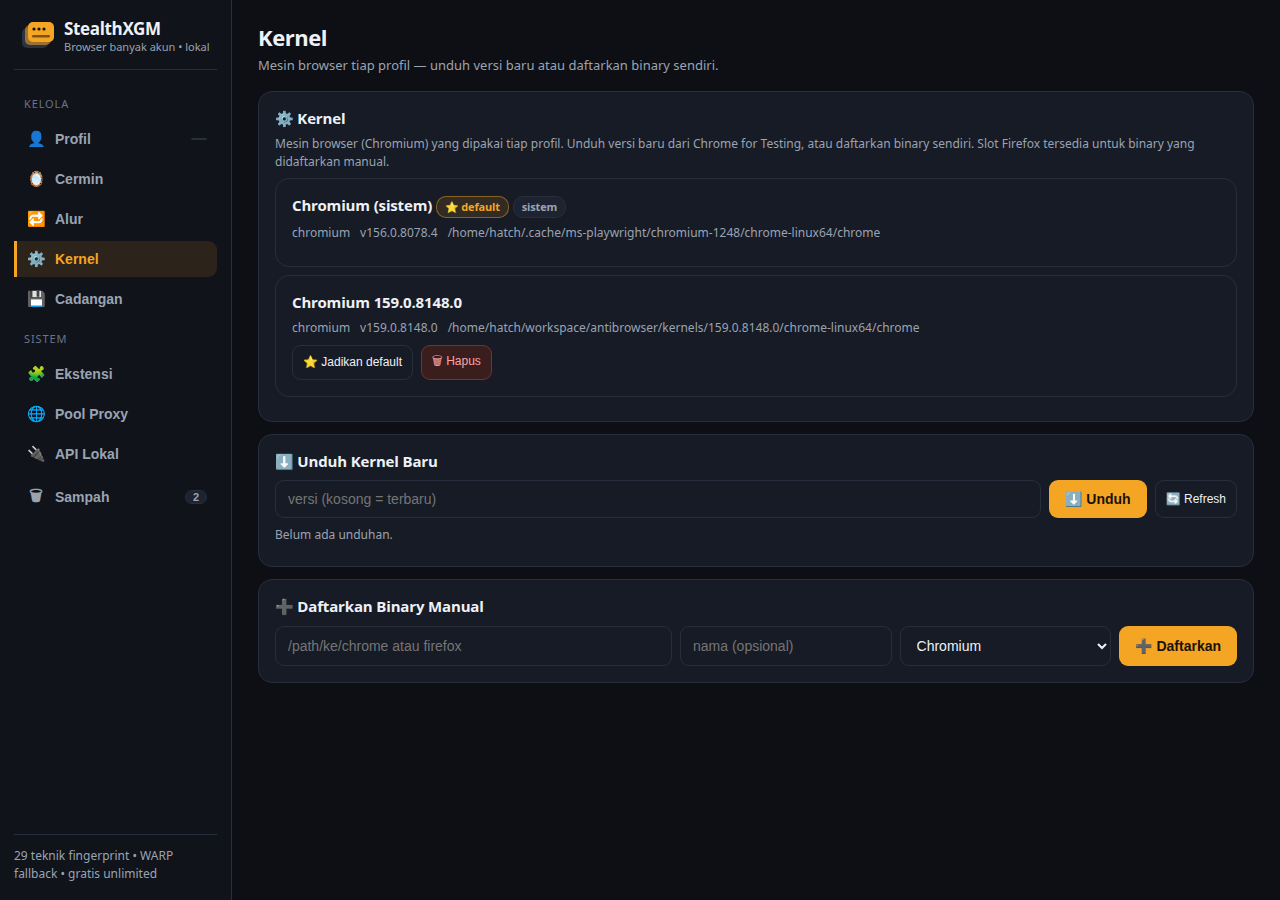 StealthXGM
Browser banyak akun • lokal
KELOLA
Profil —
Cermin
Alur
Kernel
Cadangan
SISTEM
Ekstensi
Pool Proxy
API Lokal
Sampah 2
29 teknik fingerprint • WARP
fallback • gratis unlimited
Kernel
Mesin browser tiap profil — unduh versi baru atau daftarkan binary sendiri.
Kernel
Mesin browser (Chromium) yang dipakai tiap profil. Unduh versi baru dari Chrome for Testing, atau daftarkan binary sendiri. Slot Firefox tersedia untuk binary yang
didaftarkan manual.
Chromium (sistem) default sistem
chromium v156.0.8078.4 /home/hatch/.cache/ms-playwright/chromium-1248/chrome-linux64/chrome
Chromium 159.0.8148.0
chromium v159.0.8148.0 /home/hatch/workspace/antibrowser/kernels/159.0.8148.0/chrome-linux64/chrome
Jadikan default Hapus
Unduh Kernel Baru
versi (kosong = terbaru) Unduh Refresh
Belum ada unduhan.
Daftarkan Binary Manual
/path/ke/chrome atau firefox nama (opsional) Chromium Daftarkan